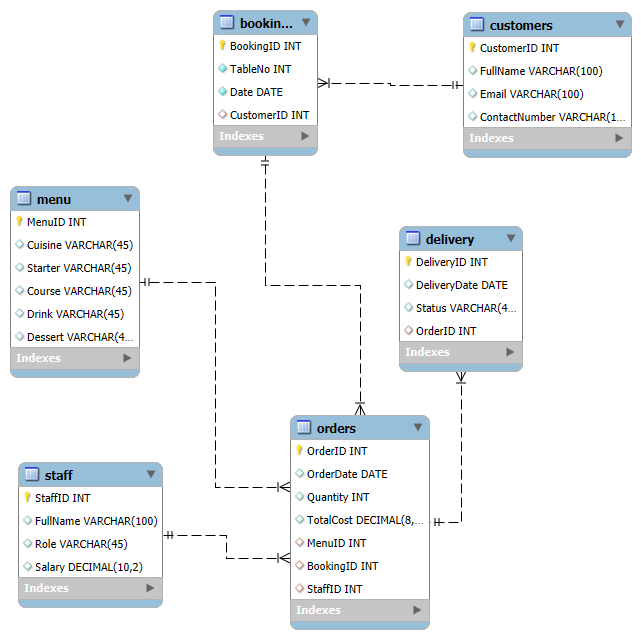 bookin...
BookingID INT
TableNo INT
Date DATE
CustomerID INT
Indexes
customers
CustomerID INT
FullName VARCHAR(100)
Email VARCHAR(100)
ContactNumber VARCHAR(1...
Indexes
menu
MenuID INT
Cuisine VARCHAR(45)
Starter VARCHAR(45)
Course VARCHAR(45)
Drink VARCHAR(45)
Dessert VARCHAR(4...
Indexes
delivery
DeliveryID INT
DeliveryDate DATE
Status VARCHAR(4...
OrderID INT
Indexes
orders
OrderID INT
OrderDate DATE
Quantity INT
TotalCost DECIMAL(8,...
MenuID INT
BookingID INT
StaffID INT
Indexes
staff
StaffID INT
FullName VARCHAR(100)
Role VARCHAR(45)
Salary DECIMAL(10,2)
Indexes